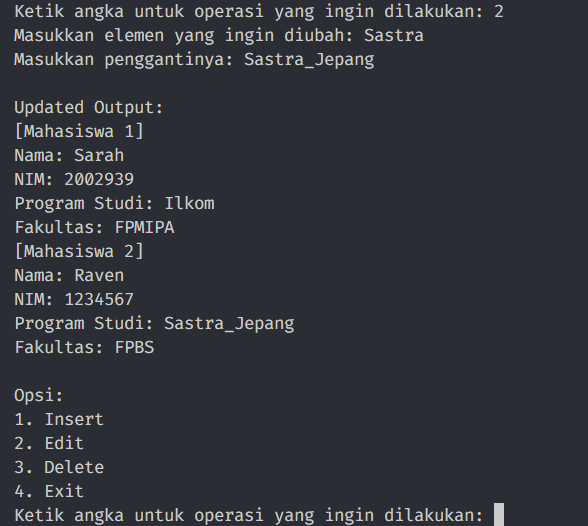 Ketik angka untuk operasi yang ingin dilakukan: 2
Masukkan elemen yang ingin diubah: Sastra
Masukkan penggantinya: Sastra_Jepang
Updated Output:
[Mahasiswa 1]
Nama: Sarah
NIM: 2002939
Program Studi: Ilkom
Fakultas: FPMIPA
[Mahasiswa 2]
Nama: Raven
NIM: 1234567
Program Studi: Sastra_Jepang
Fakultas: FPBS
Opsi:
1. Insert
2. Edit
3. Delete
4. Exit
Ketik angka untuk operasi yang ingin dilakukan: